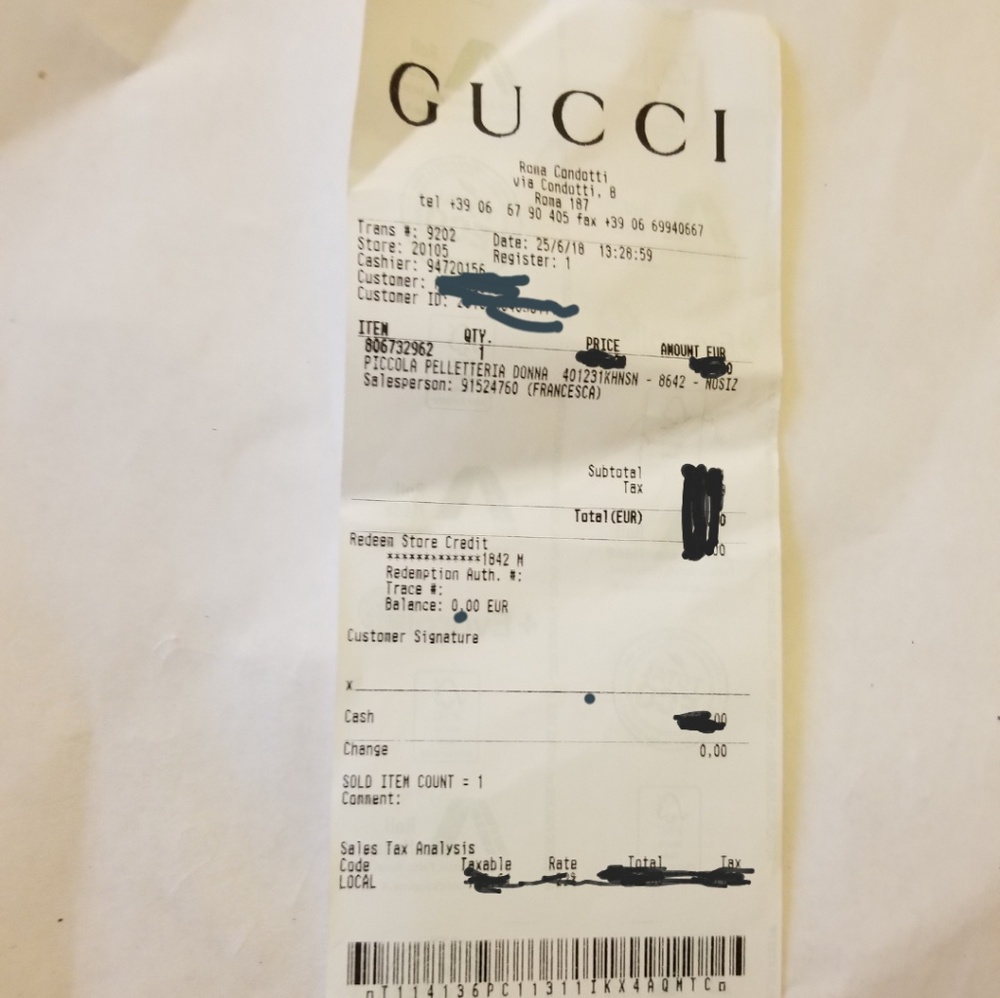 GUCCI
Roma Condotti
via Condotti, 8
Roma 187
tel +39 06 67 90 405 fax +39 06 69940667
Trans #: 9202 Date: 25/6/18 13:28:59
Store: 20105 Register: 1
Cashier: 94720156
Customer:
Customer ID:
ITEM QTY. PRICE AMOUNT EUR
806732962 1
PICCOLA PELLETTERIA DONNA 401231KHNSN - 8642 - NOSIZ
Salesperson: 91524760 (FRANCESCA)
Subtotal
Tax
Total(EUR)
Redeem Store Credit
*************1842 M
Redemption Auth. #:
Trace #:
Balance: 0,00 EUR
Customer Signature
x
Cash
Change 0,00
SOLD ITEM COUNT = 1
Comment:
Sales Tax Analysis
Code Taxable Rate Total Tax
LOCAL
T114136PC11311IKX4AQMTC